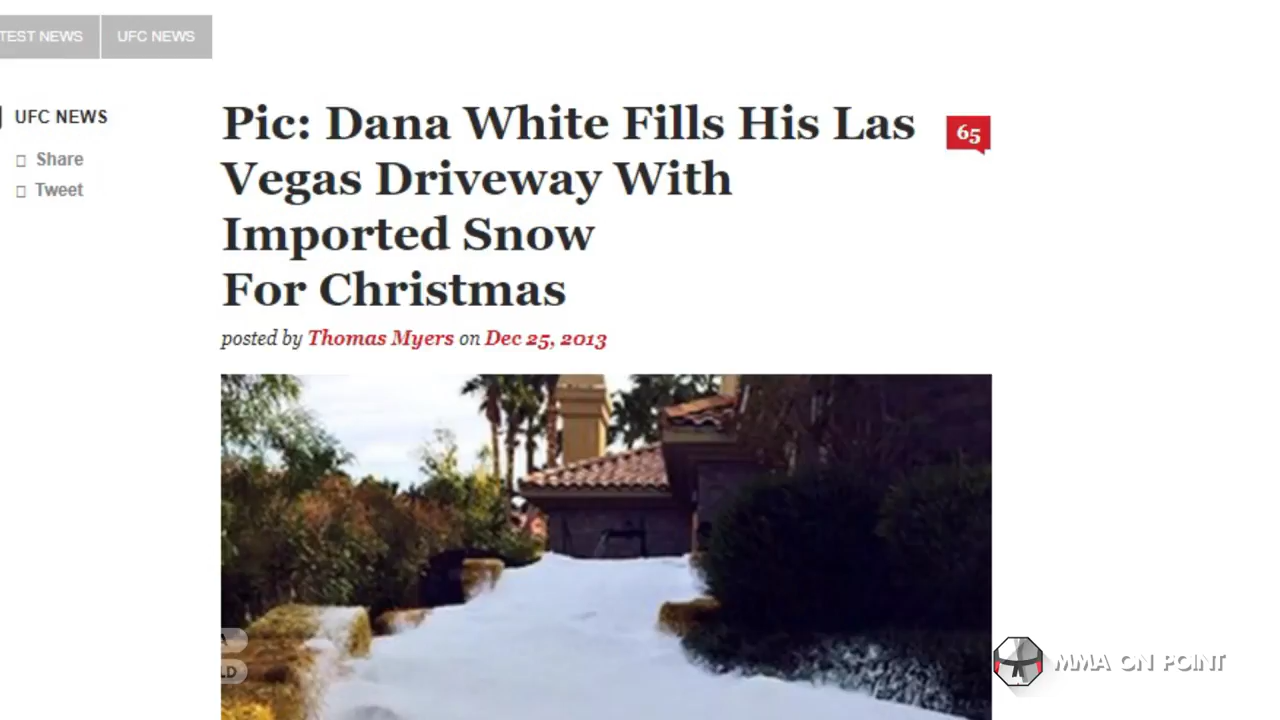 TEST NEWS
UFC NEWS
UFC NEWS
Share
Tweet
Pic: Dana White Fills His Las
Vegas Driveway With
Imported Snow
For Christmas
65
posted by Thomas Myers on Dec 25, 2013
A
LD
MMA ON POINT